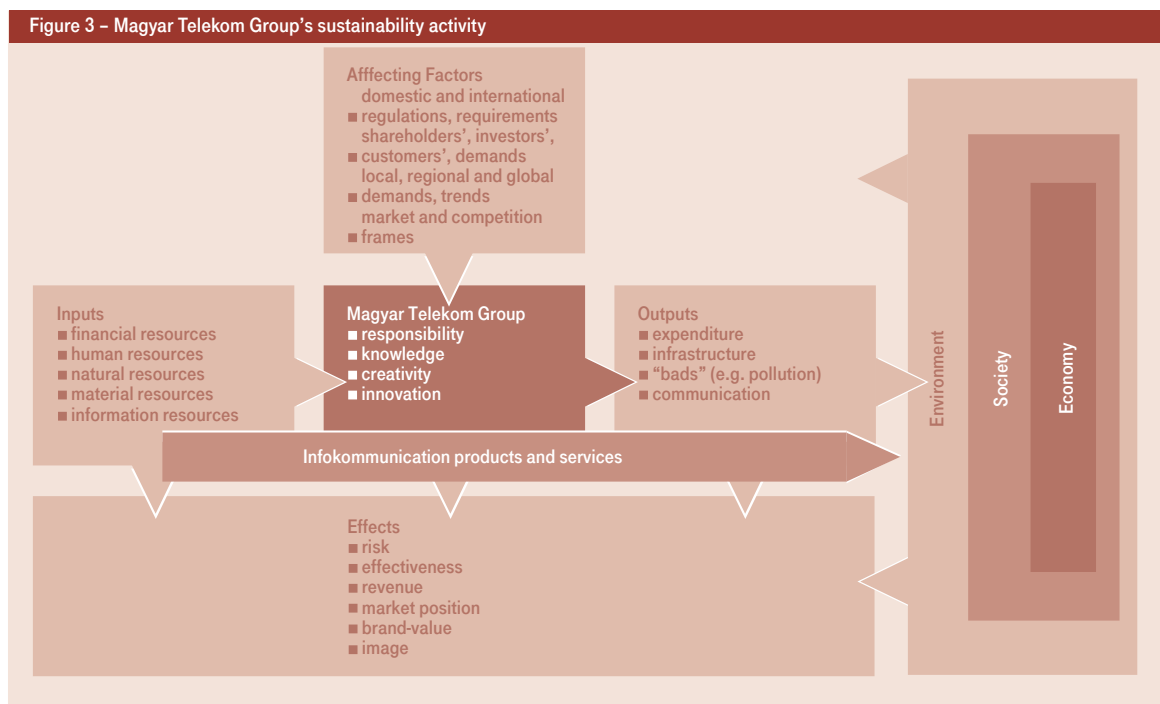 Figure 3 – Magyar Telekom Group's sustainability activity
Afffecting Factors
domestic and international
■ regulations, requirements
shareholders', investors',
■ customers', demands
local, regional and global
■ demands, trends
market and competition
■ frames
Inputs
■ financial resources
■ human resources
■ natural resources
■ material resources
■ information resources
Magyar Telekom Group
■ responsibility
■ knowledge
■ creativity
■ innovation
Outputs
■ expenditure
■ infrastructure
■ "bads" (e.g. pollution)
■ communication
Infokommunication products and services
Effects
■ risk
■ effectiveness
■ revenue
■ market position
■ brand-value
■ image
Environment
Society
Economy